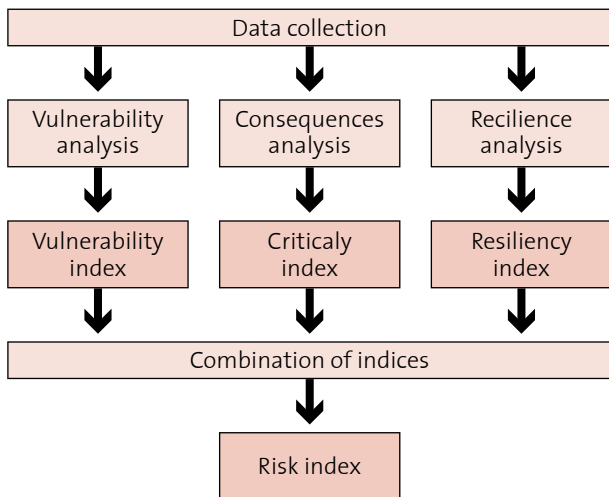 Data collection
Vulnerability
analysis
Consequences
analysis
Recilience
analysis
Vulnerability
index
Criticaly
index
Resiliency
index
Combination of indices
Risk index